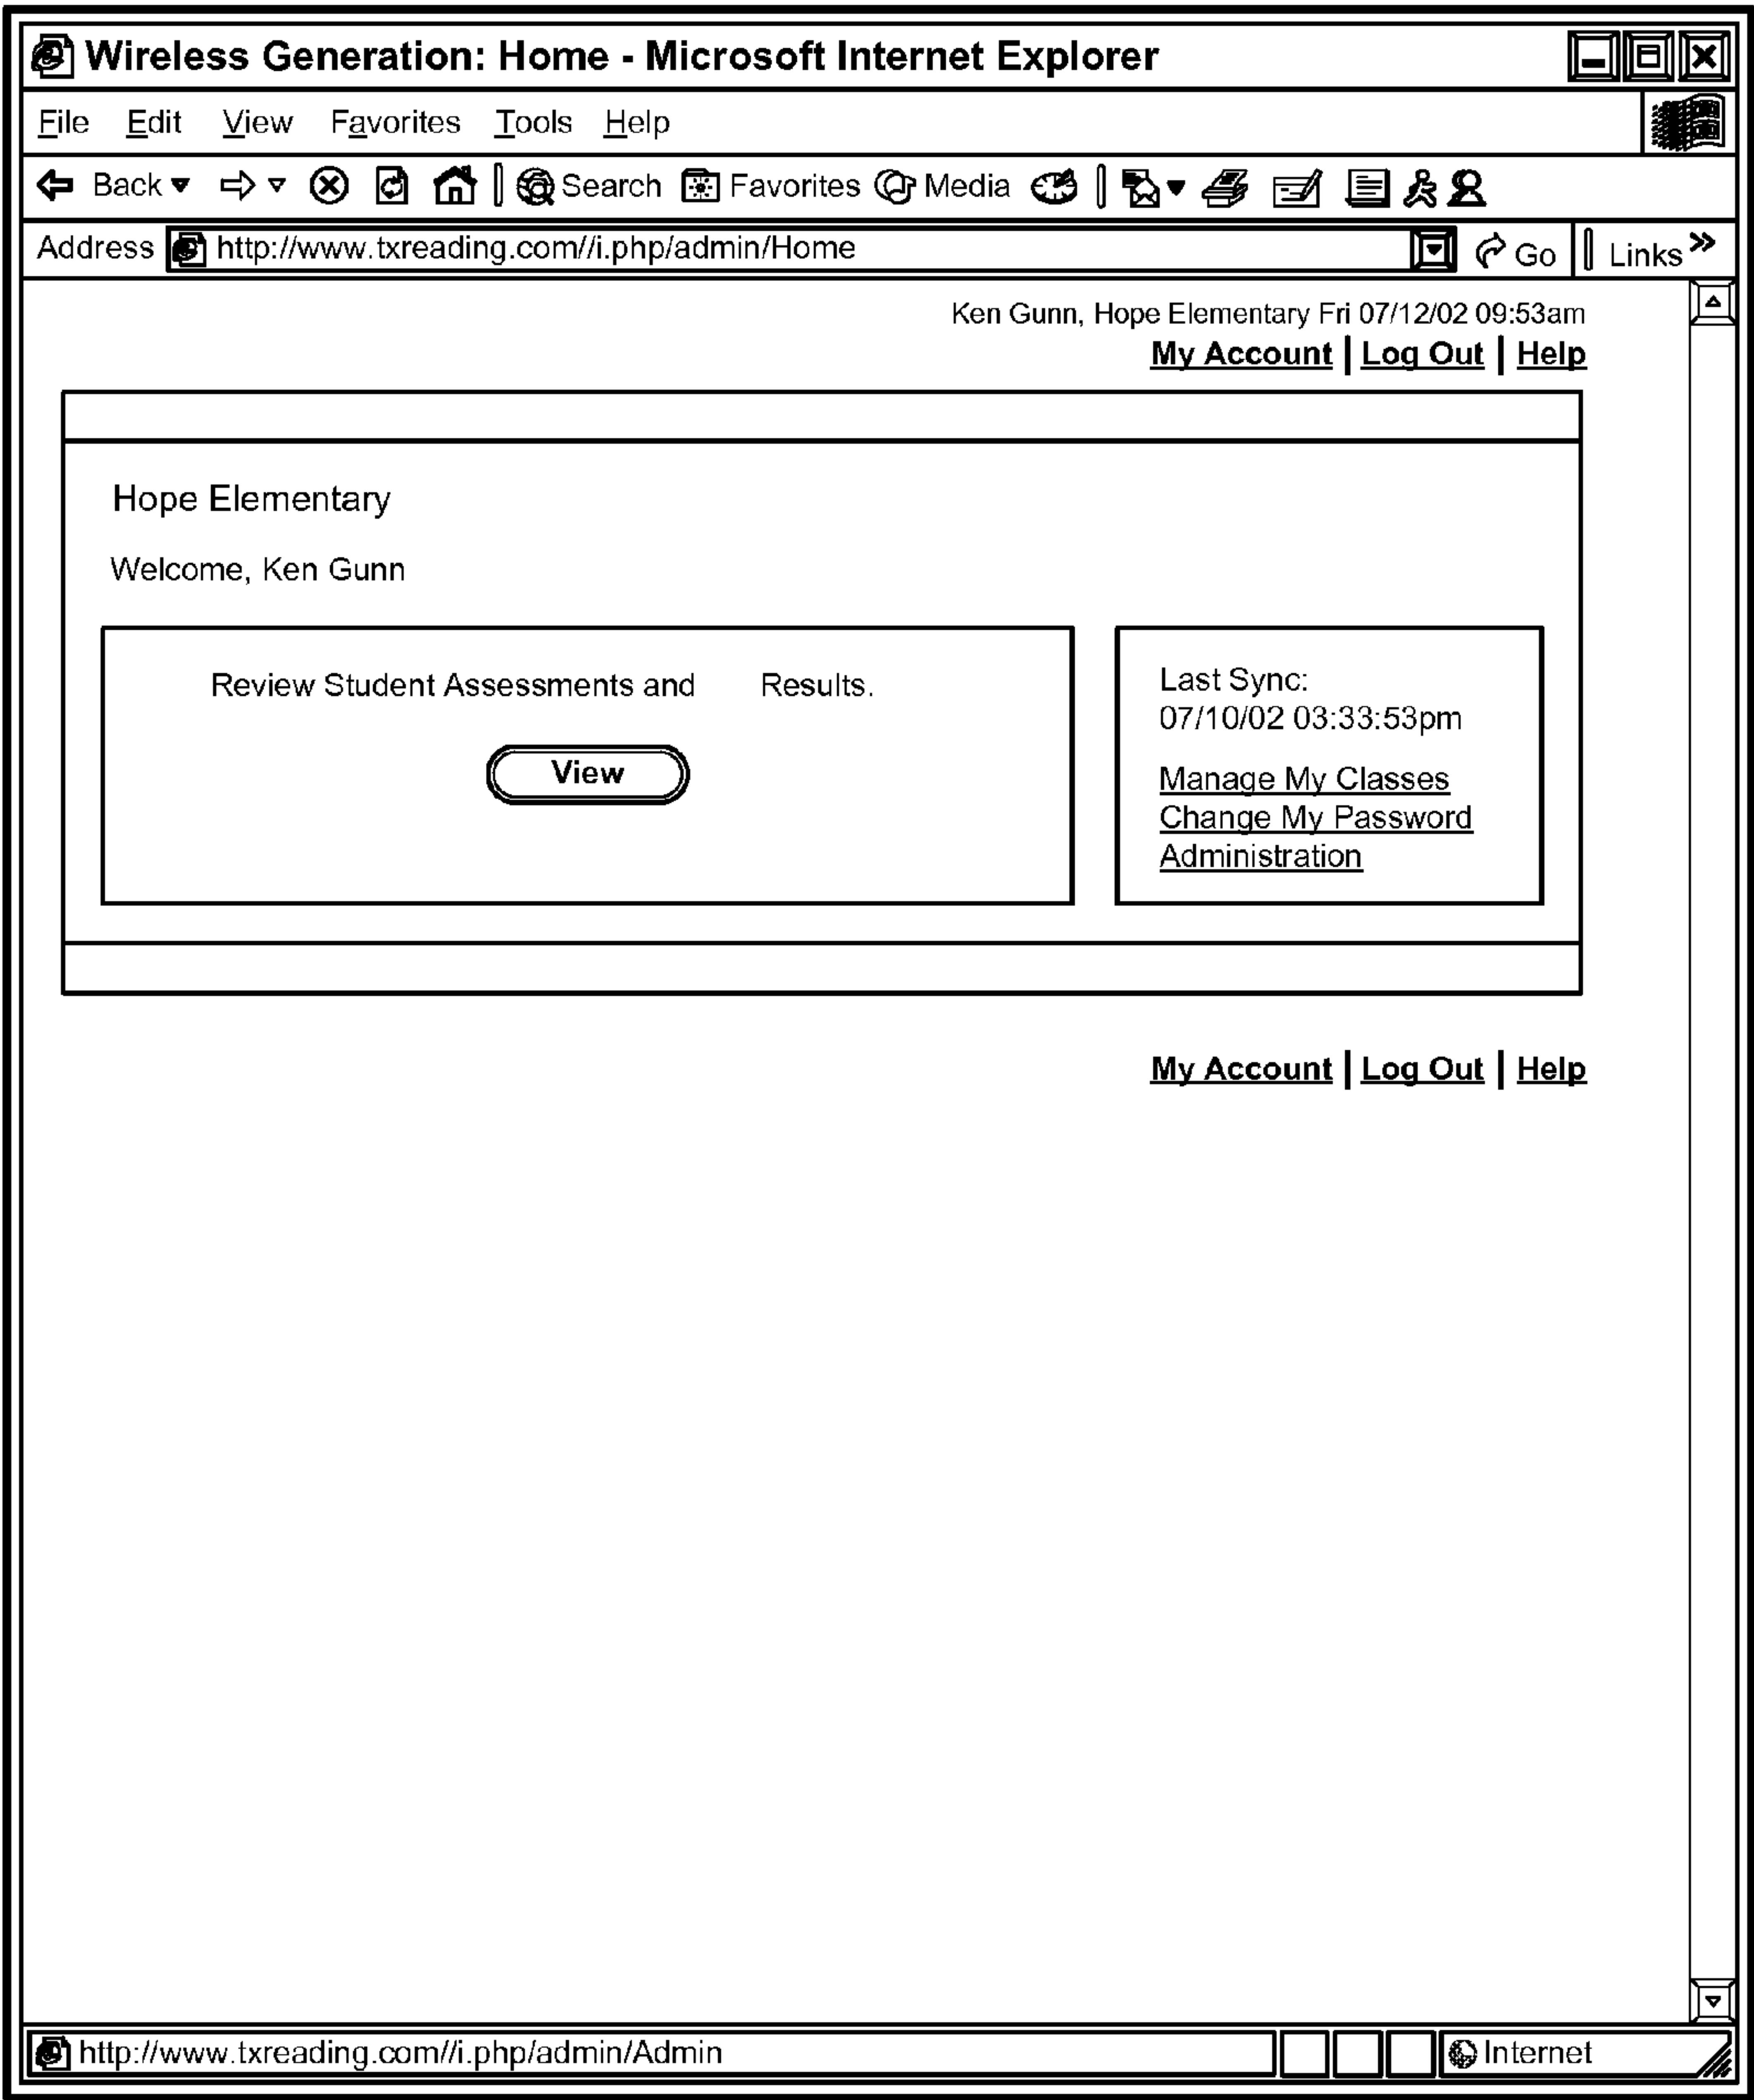 Wireless Generation: Home - Microsoft Internet Explorer
File Edit View Favorites Tools Help
Back Search Favorites Media
Address http://www.txreading.com//i.php/admin/Home Go Links »
Ken Gunn, Hope Elementary Fri 07/12/02 09:53am
My Account | Log Out | Help
Hope Elementary
Welcome, Ken Gunn
Review Student Assessments and Results.
View
Last Sync:
07/10/02 03:33:53pm
Manage My Classes
Change My Password
Administration
My Account | Log Out | Help
http://www.txreading.com//i.php/admin/Admin Internet